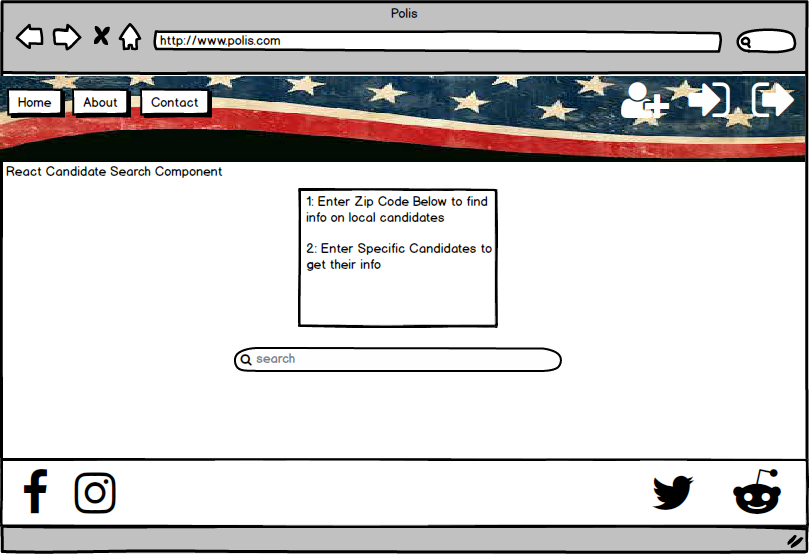 Polis
http://www.polis.com
Home
About
Contact
React Candidate Search Component
1: Enter Zip Code Below to find
info on local candidates
2: Enter Specific Candidates to
get their info
search